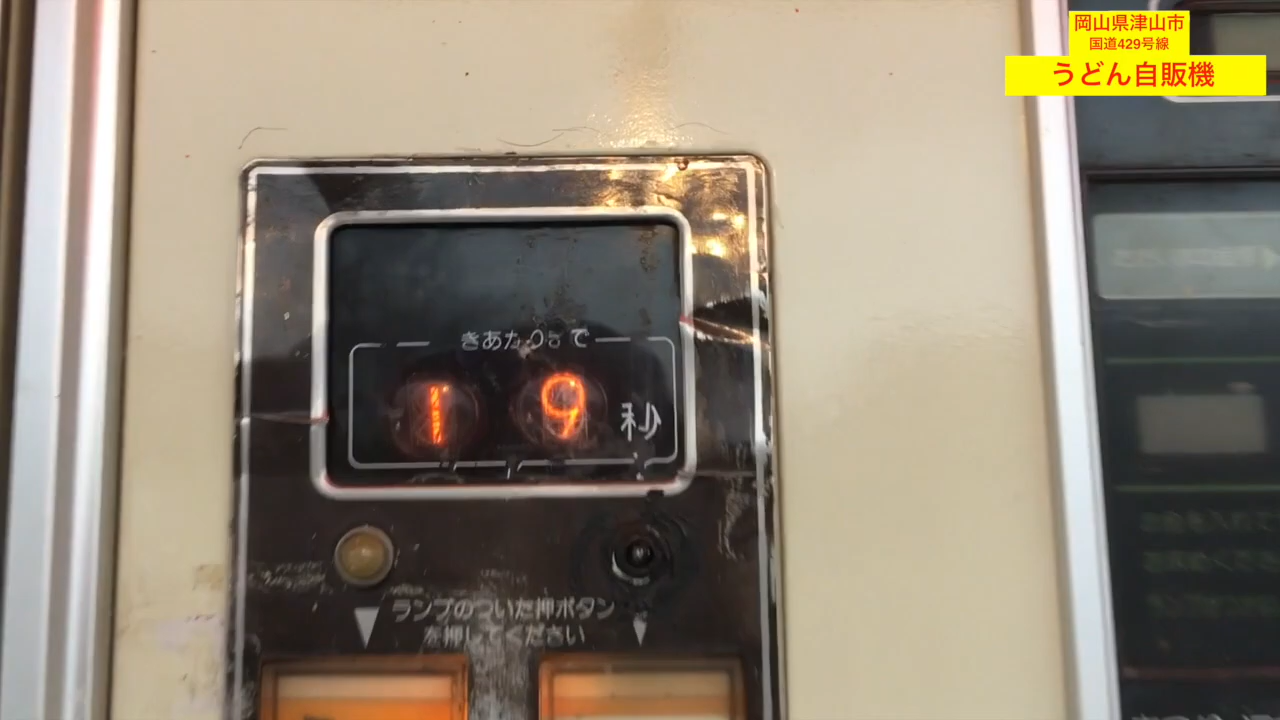 岡山県津山市
国道429号線
うどん自販機
きあがりまで
19秒
ランプのついた押ボタン
を押してください